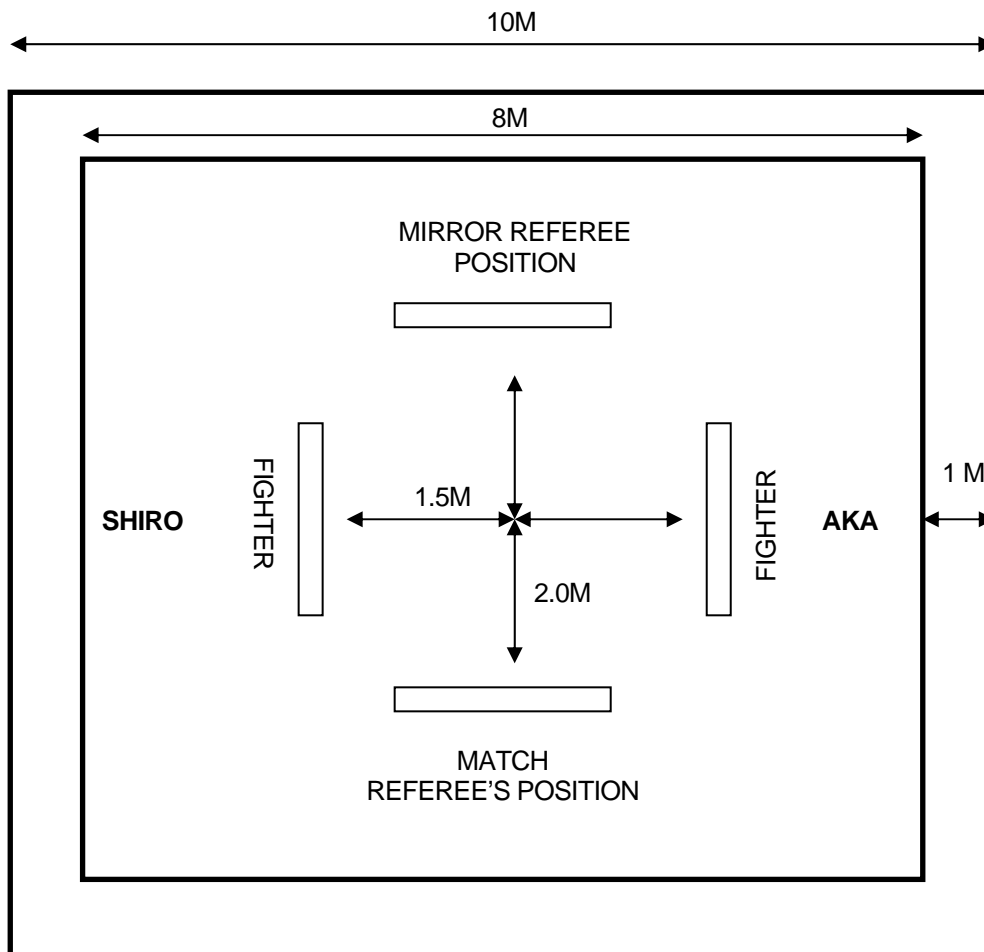 10M
8M
MIRROR REFEREE
POSITION
FIGHTER
1.5M
SHIRO
AKA
FIGHTER
1 M
2.0M
MATCH
REFEREE’S POSITION